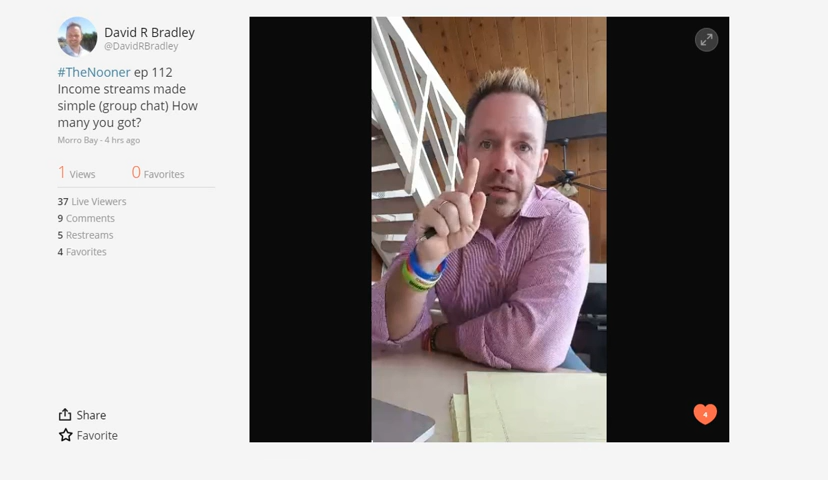 David R Bradley
@DavidRBradley
#TheNooner ep 112
Income streams made
simple (group chat) How
many you got?
Morro Bay - 4 hrs ago
1 Views 0 Favorites
37 Live Viewers
9 Comments
5 Restreams
4 Favorites
Share
Favorite
4